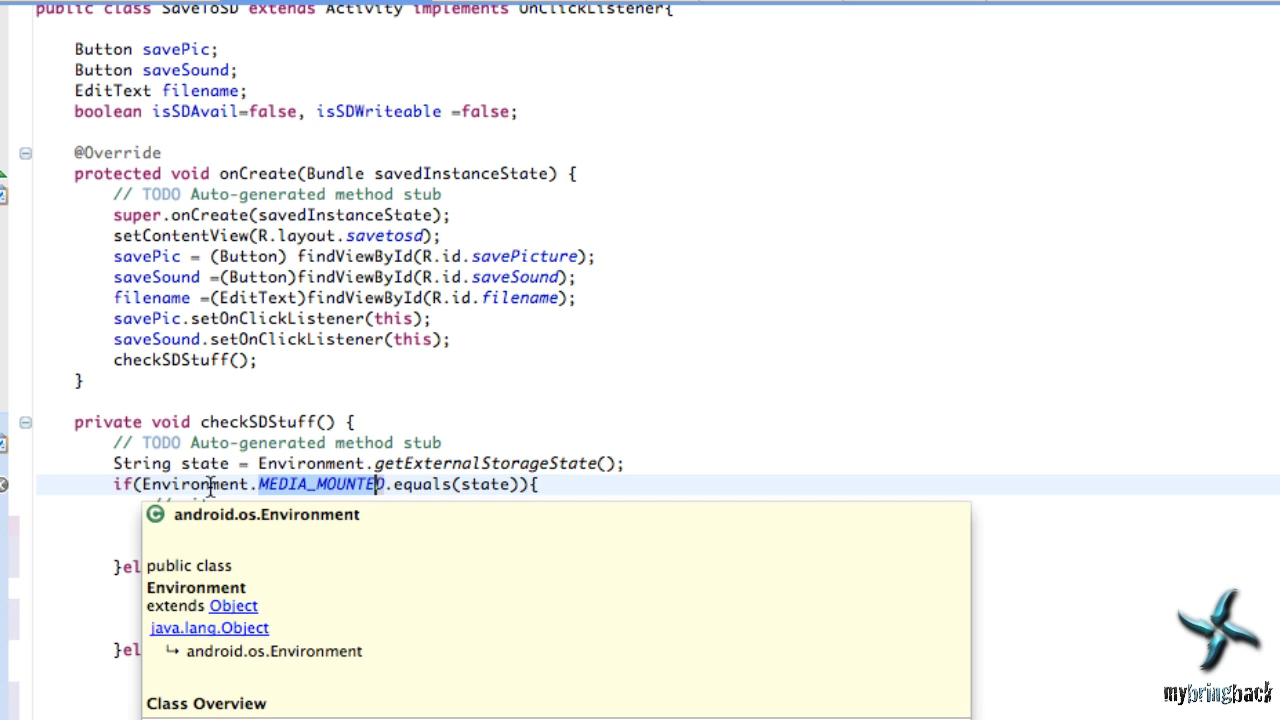 public class SaveToSD extends Activity implements OnClickListener{
Button savePic;
Button saveSound;
EditText filename;
boolean isSDAvail=false, isSDWriteable =false;
@Override
protected void onCreate(Bundle savedInstanceState) {
// TODO Auto-generated method stub
super.onCreate(savedInstanceState);
setContentView(R.layout.savetosd);
savePic = (Button) findViewById(R.id.savePicture);
saveSound =(Button)findViewById(R.id.saveSound);
filename =(EditText)findViewById(R.id.filename);
savePic.setOnClickListener(this);
saveSound.setOnClickListener(this);
checkSDStuff();
}
private void checkSDStuff() {
// TODO Auto-generated method stub
String state = Environment.getExternalStorageState();
if(Environment.MEDIA_MOUNTED.equals(state)){
android.os.Environment
public class
}el
Environment
extends Object
java.lang.Object
}el
↳ android.os.Environment
Class Overview
mybringback